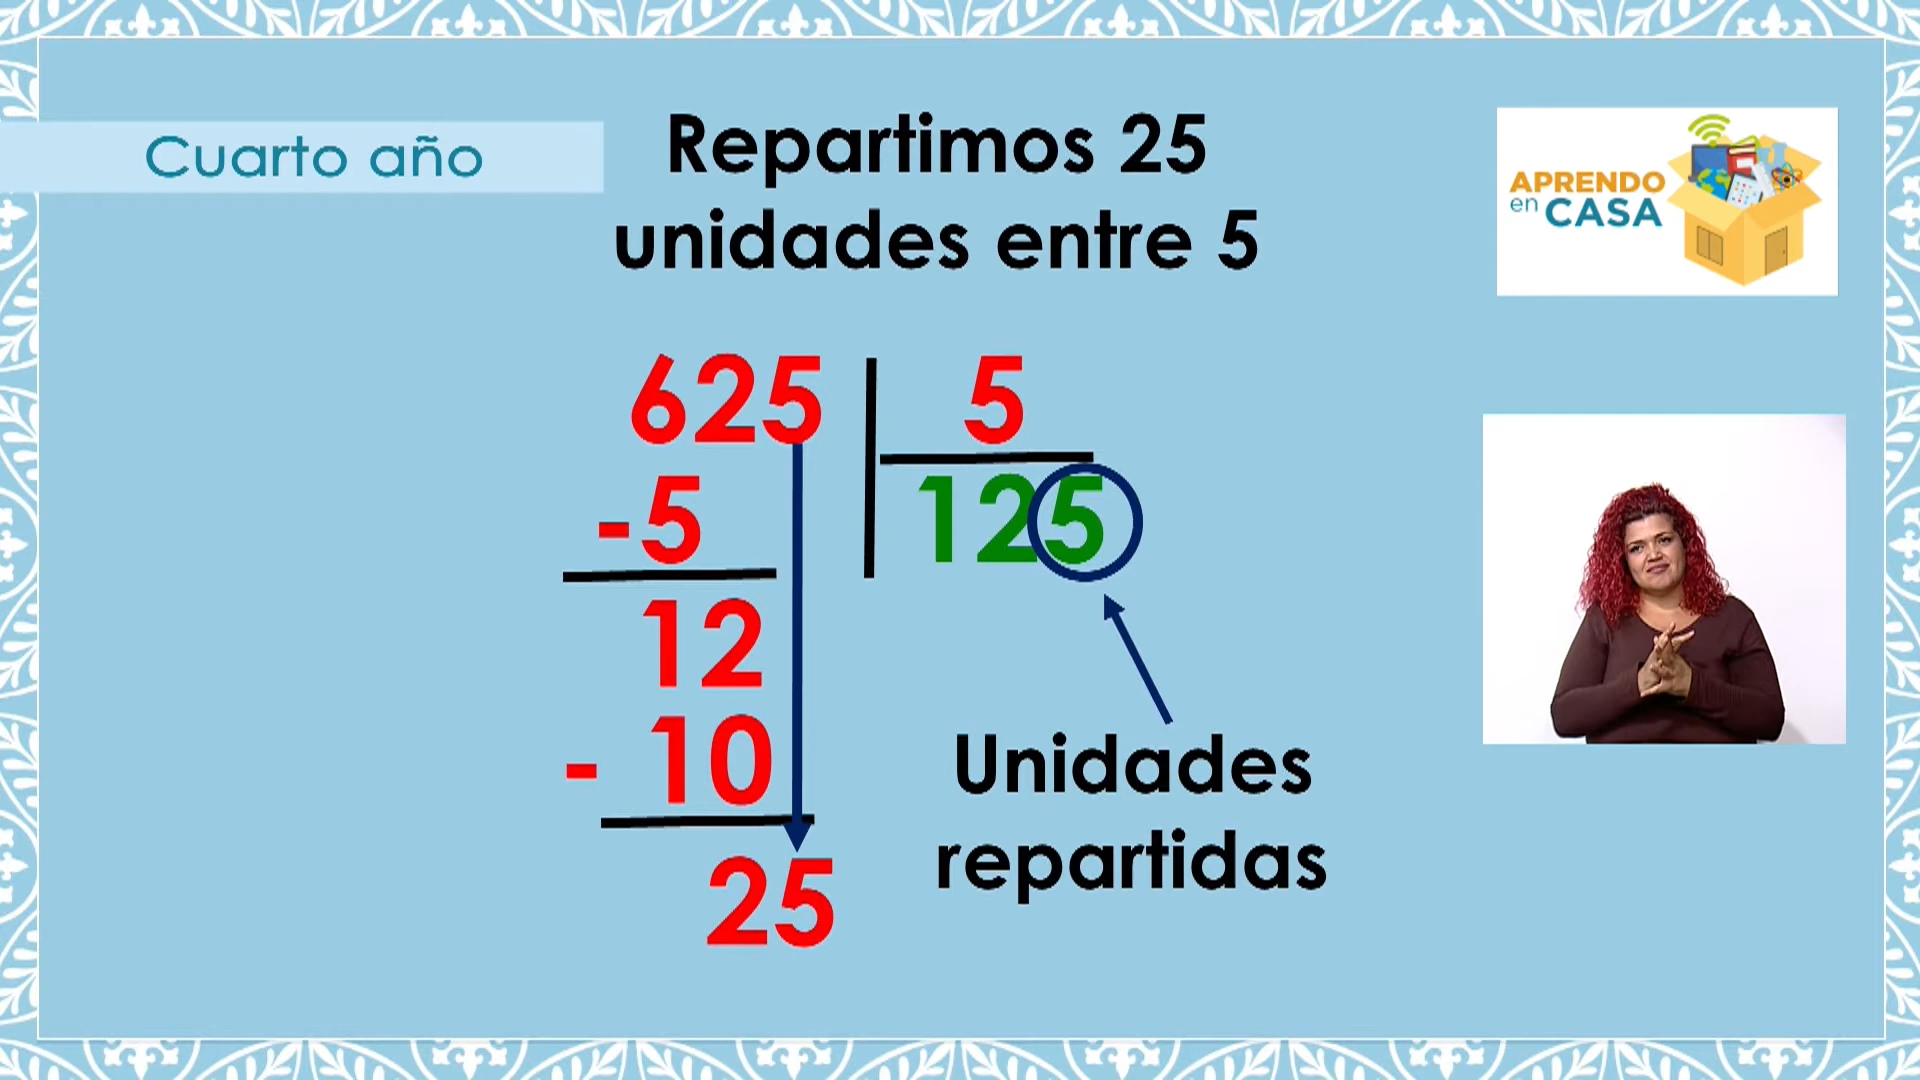 Cuarto año
Repartimos 25
unidades entre 5
APRENDO
en CASA
625 5
-5 125
12
- 10
25
Unidades
repartidas